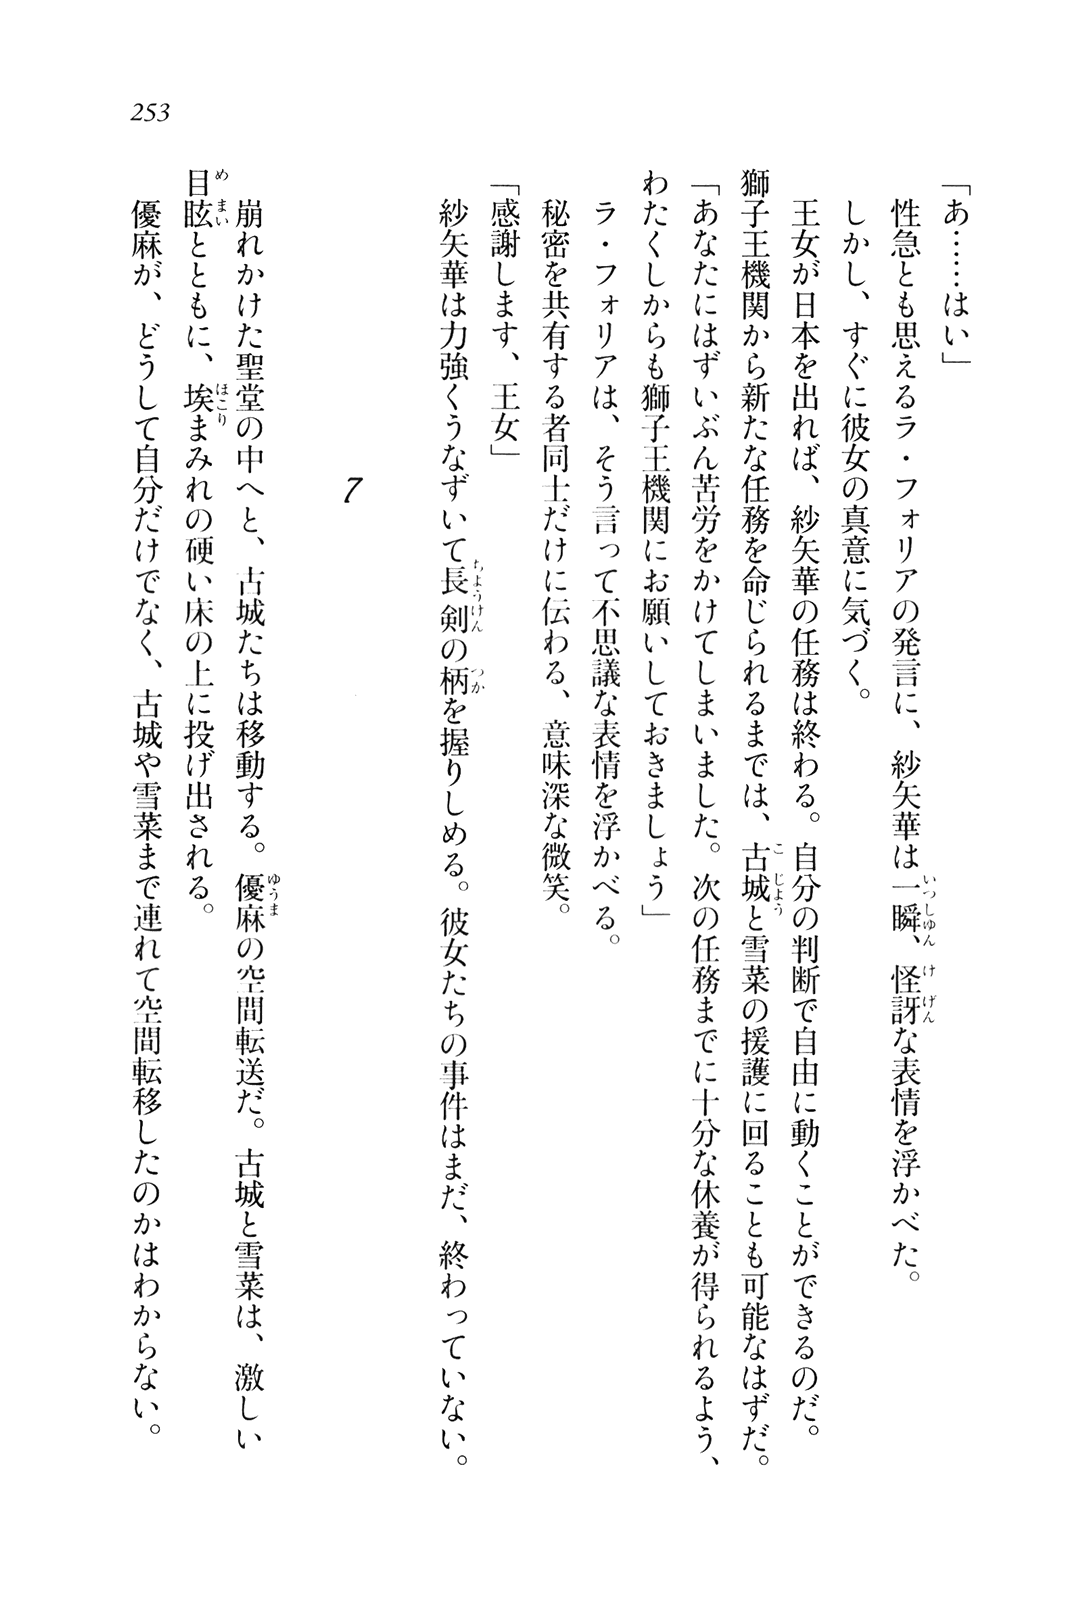 253
「あ……はい」
性急とも思えるラ・フォリアの発言に、紗矢華は一瞬、怪訝な表情を浮かべた。
しかし、すぐに彼女の真意に気づく。
王女が日本を出れば、紗矢華の任務は終わる。自分の判断で自由に動くことができるのだ。
獅子王機関から新たな任務を命じられるまでは、古城と雪菜の援護に回ることも可能なはずだ。
「あなたにはずいぶん苦労をかけてしまいました。次の任務までに十分な休養が得られるよう、
わたくしからも獅子王機関にお願いしておきましょう」
ラ・フォリアは、そう言って不思議な表情を浮かべる。
秘密を共有する者同士だけに伝わる、意味深な微笑。
「感謝します、王女」
紗矢華は力強くうなずいて長剣の柄を握りしめる。彼女たちの事件はまだ、終わっていない。
7
崩れかけた聖堂の中へと、古城たちは移動する。優麻の空間転送だ。古城と雪菜は、激しい
目眩とともに、埃まみれの硬い床の上に投げ出される。
優麻が、どうして自分だけでなく、古城や雪菜まで連れて空間転移したのかはわからない。